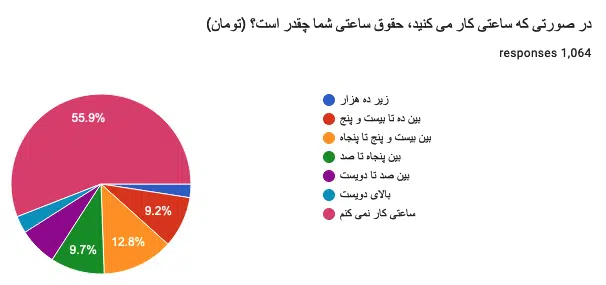 در صورتی که ساعتی کار می کنید، حقوق ساعتی شما چقدر است؟ (تومان)
1,064 responses
زیر ده هزار
بین ده تا بیست و پنج
بین بیست و پنج تا پنجاه
بین پنجاه تا صد
بین صد تا دویست
بالای دویست
ساعتی کار نمی کنم
55.9%
9.2%
12.8%
9.7%